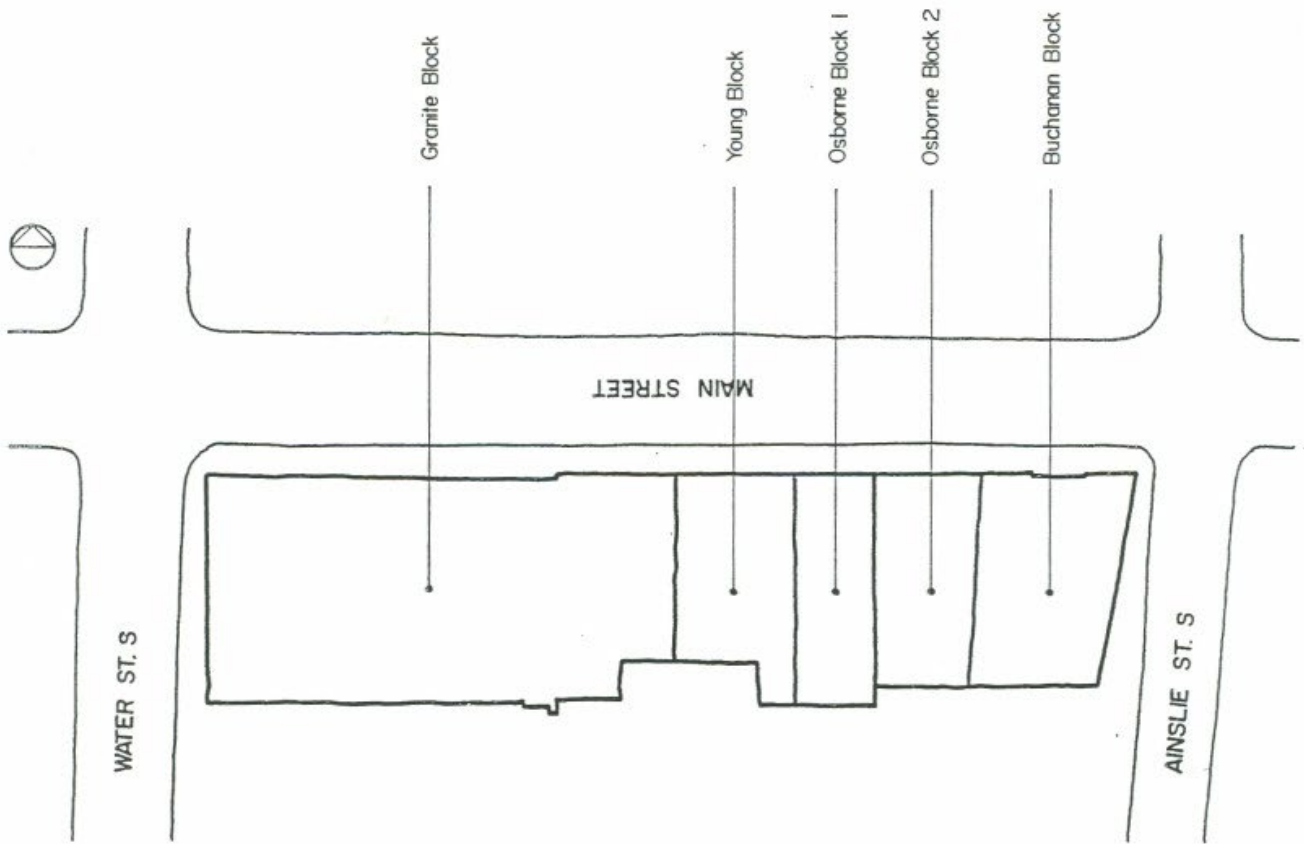 Granite Block
Young Block
Osborne Block 1
Osborne Block 2
Buchanan Block
MAIN STREET
WATER ST. S
AINSLIE ST. S